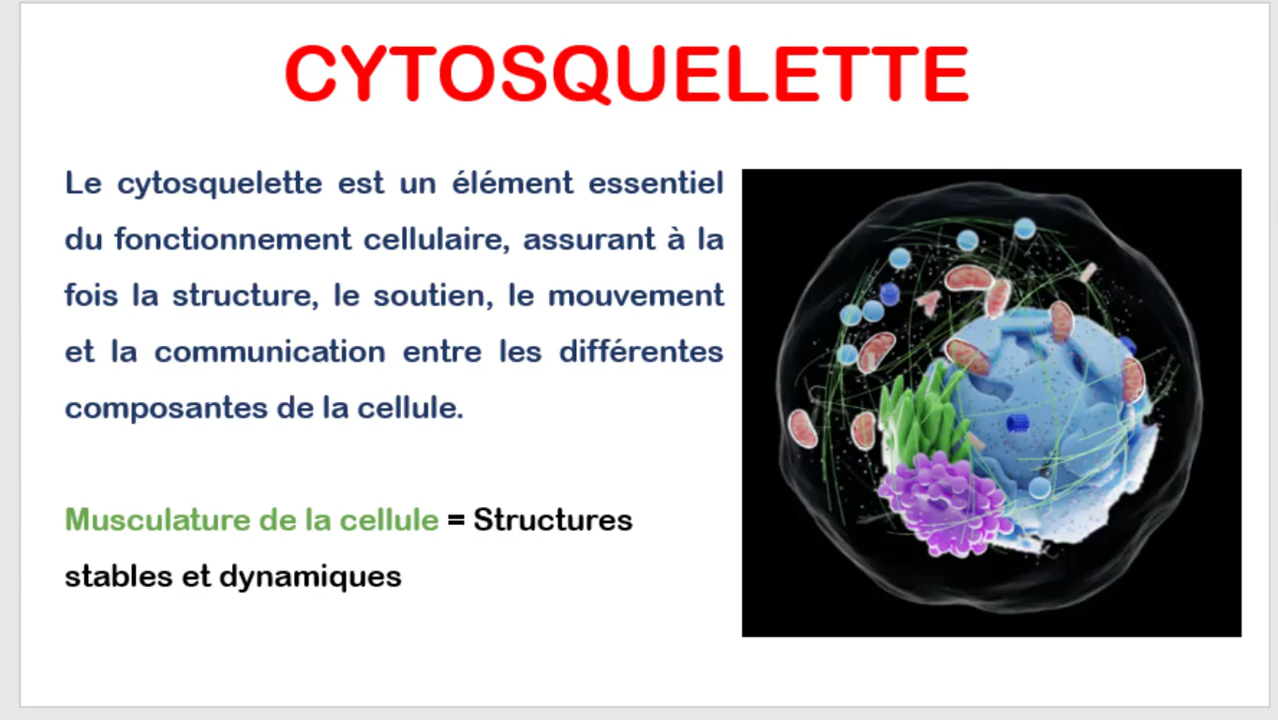 CYTOSQUELETTE
Le cytosquelette est un élément essentiel
du fonctionnement cellulaire, assurant à la
fois la structure, le soutien, le mouvement
et la communication entre les différentes
composantes de la cellule.
Musculature de la cellule = Structures
stables et dynamiques